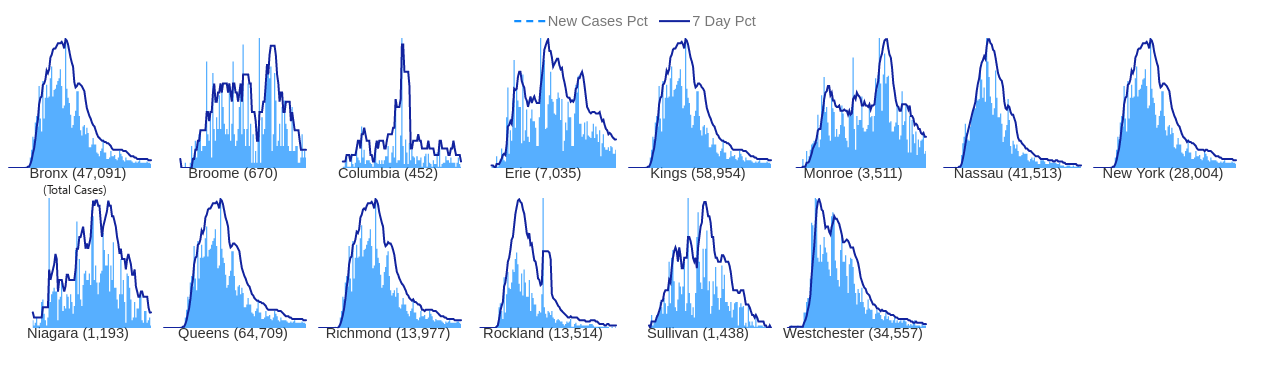 New Cases Pct 7 Day Pct
Bronx (47,091) Broome (670) Columbia (452) Erie (7,035) Kings (58,954) Monroe (3,511) Nassau (41,513) New York (28,004)
(Total Cases)
Niagara (1,193) Queens (64,709) Richmond (13,977) Rockland (13,514) Sullivan (1,438) Westchester (34,557)